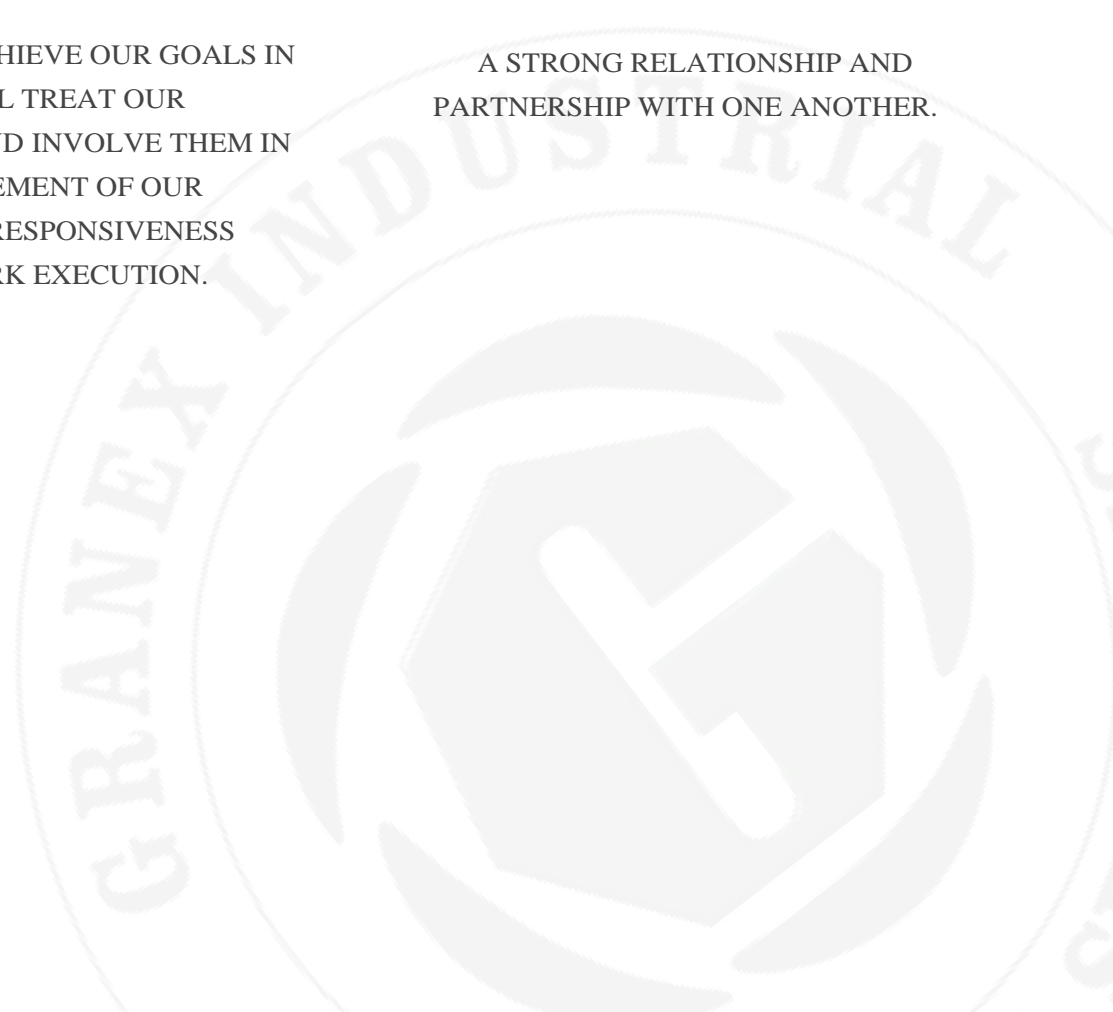 HIEVE OUR GOALS IN
L TREAT OUR
D INVOLVE THEM IN
EMENT OF OUR
RESPONSIVENESS
RK EXECUTION.
A STRONG RELATIONSHIP AND
PARTNERSHIP WITH ONE ANOTHER.
GRANEX INDUSTRIAL